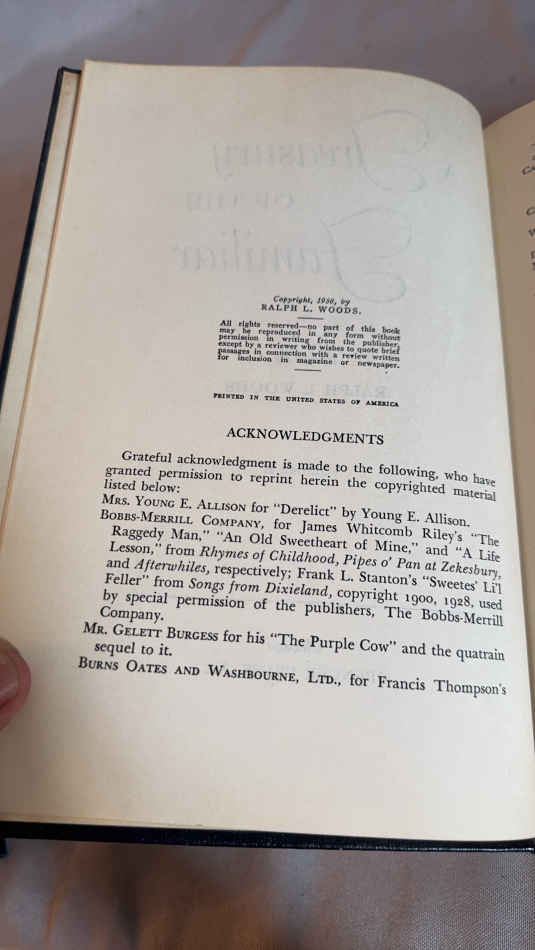 Copyright, 1950, by
RALPH L. WOODS.
All rights reserved—no part of this book
may be reproduced in any form without
permission in writing from the publisher,
except by a reviewer who wishes to quote brief
passages in connection with a review written
for inclusion in magazine or newspaper.
PRINTED IN THE UNITED STATES OF AMERICA
ACKNOWLEDGMENTS
Grateful acknowledgment is made to the following, who have
granted permission to reprint herein the copyrighted material
listed below:
MRS. YOUNG E. ALLISON for "Derelict" by Young E. Allison.
BOBBS-MERRILL COMPANY, for James Whitcomb Riley's "The
Raggedy Man," "An Old Sweetheart of Mine," and "A Life
Lesson," from Rhymes of Childhood, Pipes o' Pan at Zekesbury,
and Afterwhiles, respectively; Frank L. Stanton's "Sweetes' Li'l
Feller" from Songs from Dixieland, copyright 1900, 1928, used
by special permission of the publishers, The Bobbs-Merrill
Company.
MR. GELETT BURGESS for his "The Purple Cow" and the quatrain
sequel to it.
BURNS OATES AND WASHBOURNE, LTD., for Francis Thompson's